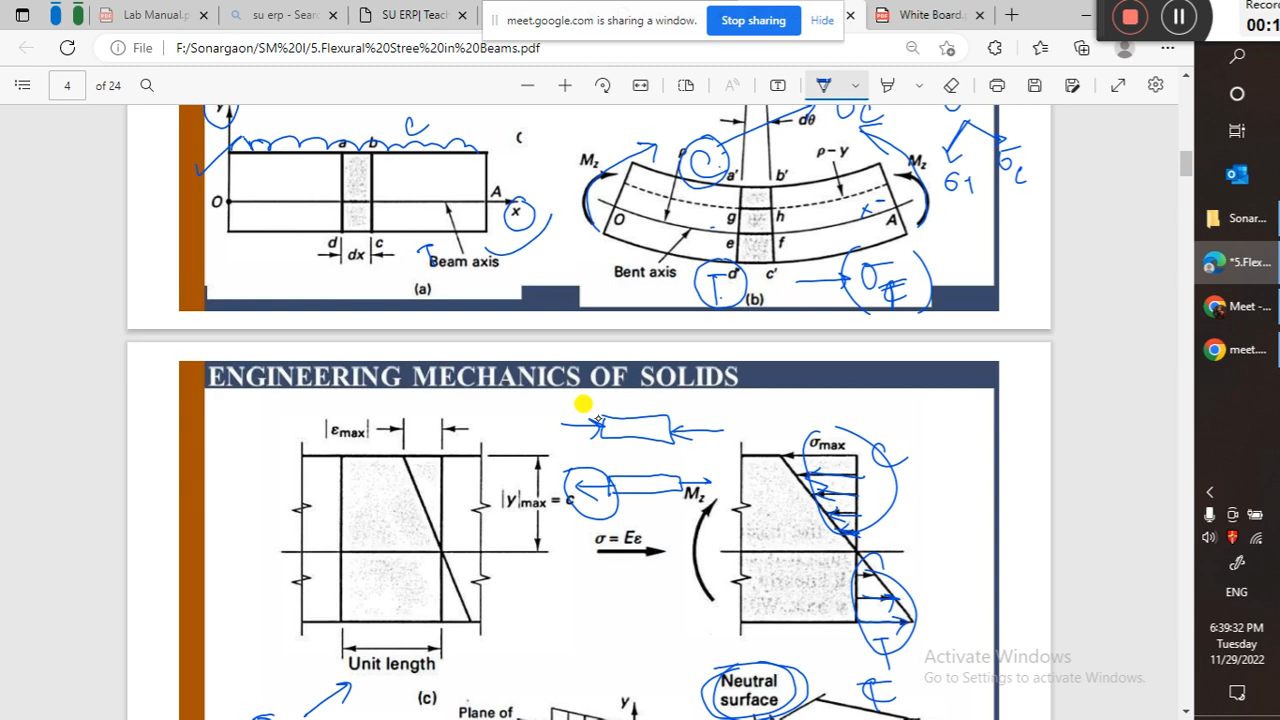 Lab Manual.p
su erp - Sear
SU ERP| Teach
White Board.
meet.google.com is sharing a window.
Stop sharing
Hide
Recor
00:1
File
F:/Sonargaon/SM%20I/5.Flexural%20Stree%20in%20Beams.pdf
4 of 24
y
a b
C
O
A
x
d c
dx
T
Beam axis
(a)
dθ
ρ
ρ – y
Mz
Mz
C
a' b'
g h
e f
O
A
Bent axis
d' c'
T
(b)
ENGINEERING MECHANICS OF SOLIDS
|εmax|
|y|max = c
σ = Eε
Mz
σmax
C
T
Unit length
(c)
Neutral
surface
Plane of
y
Sonar...
*5.Flex...
Meet -...
meet....
ENG
6:39:32 PM
Tuesday
11/29/2022
Activate Windows
Go to Settings to activate Windows.